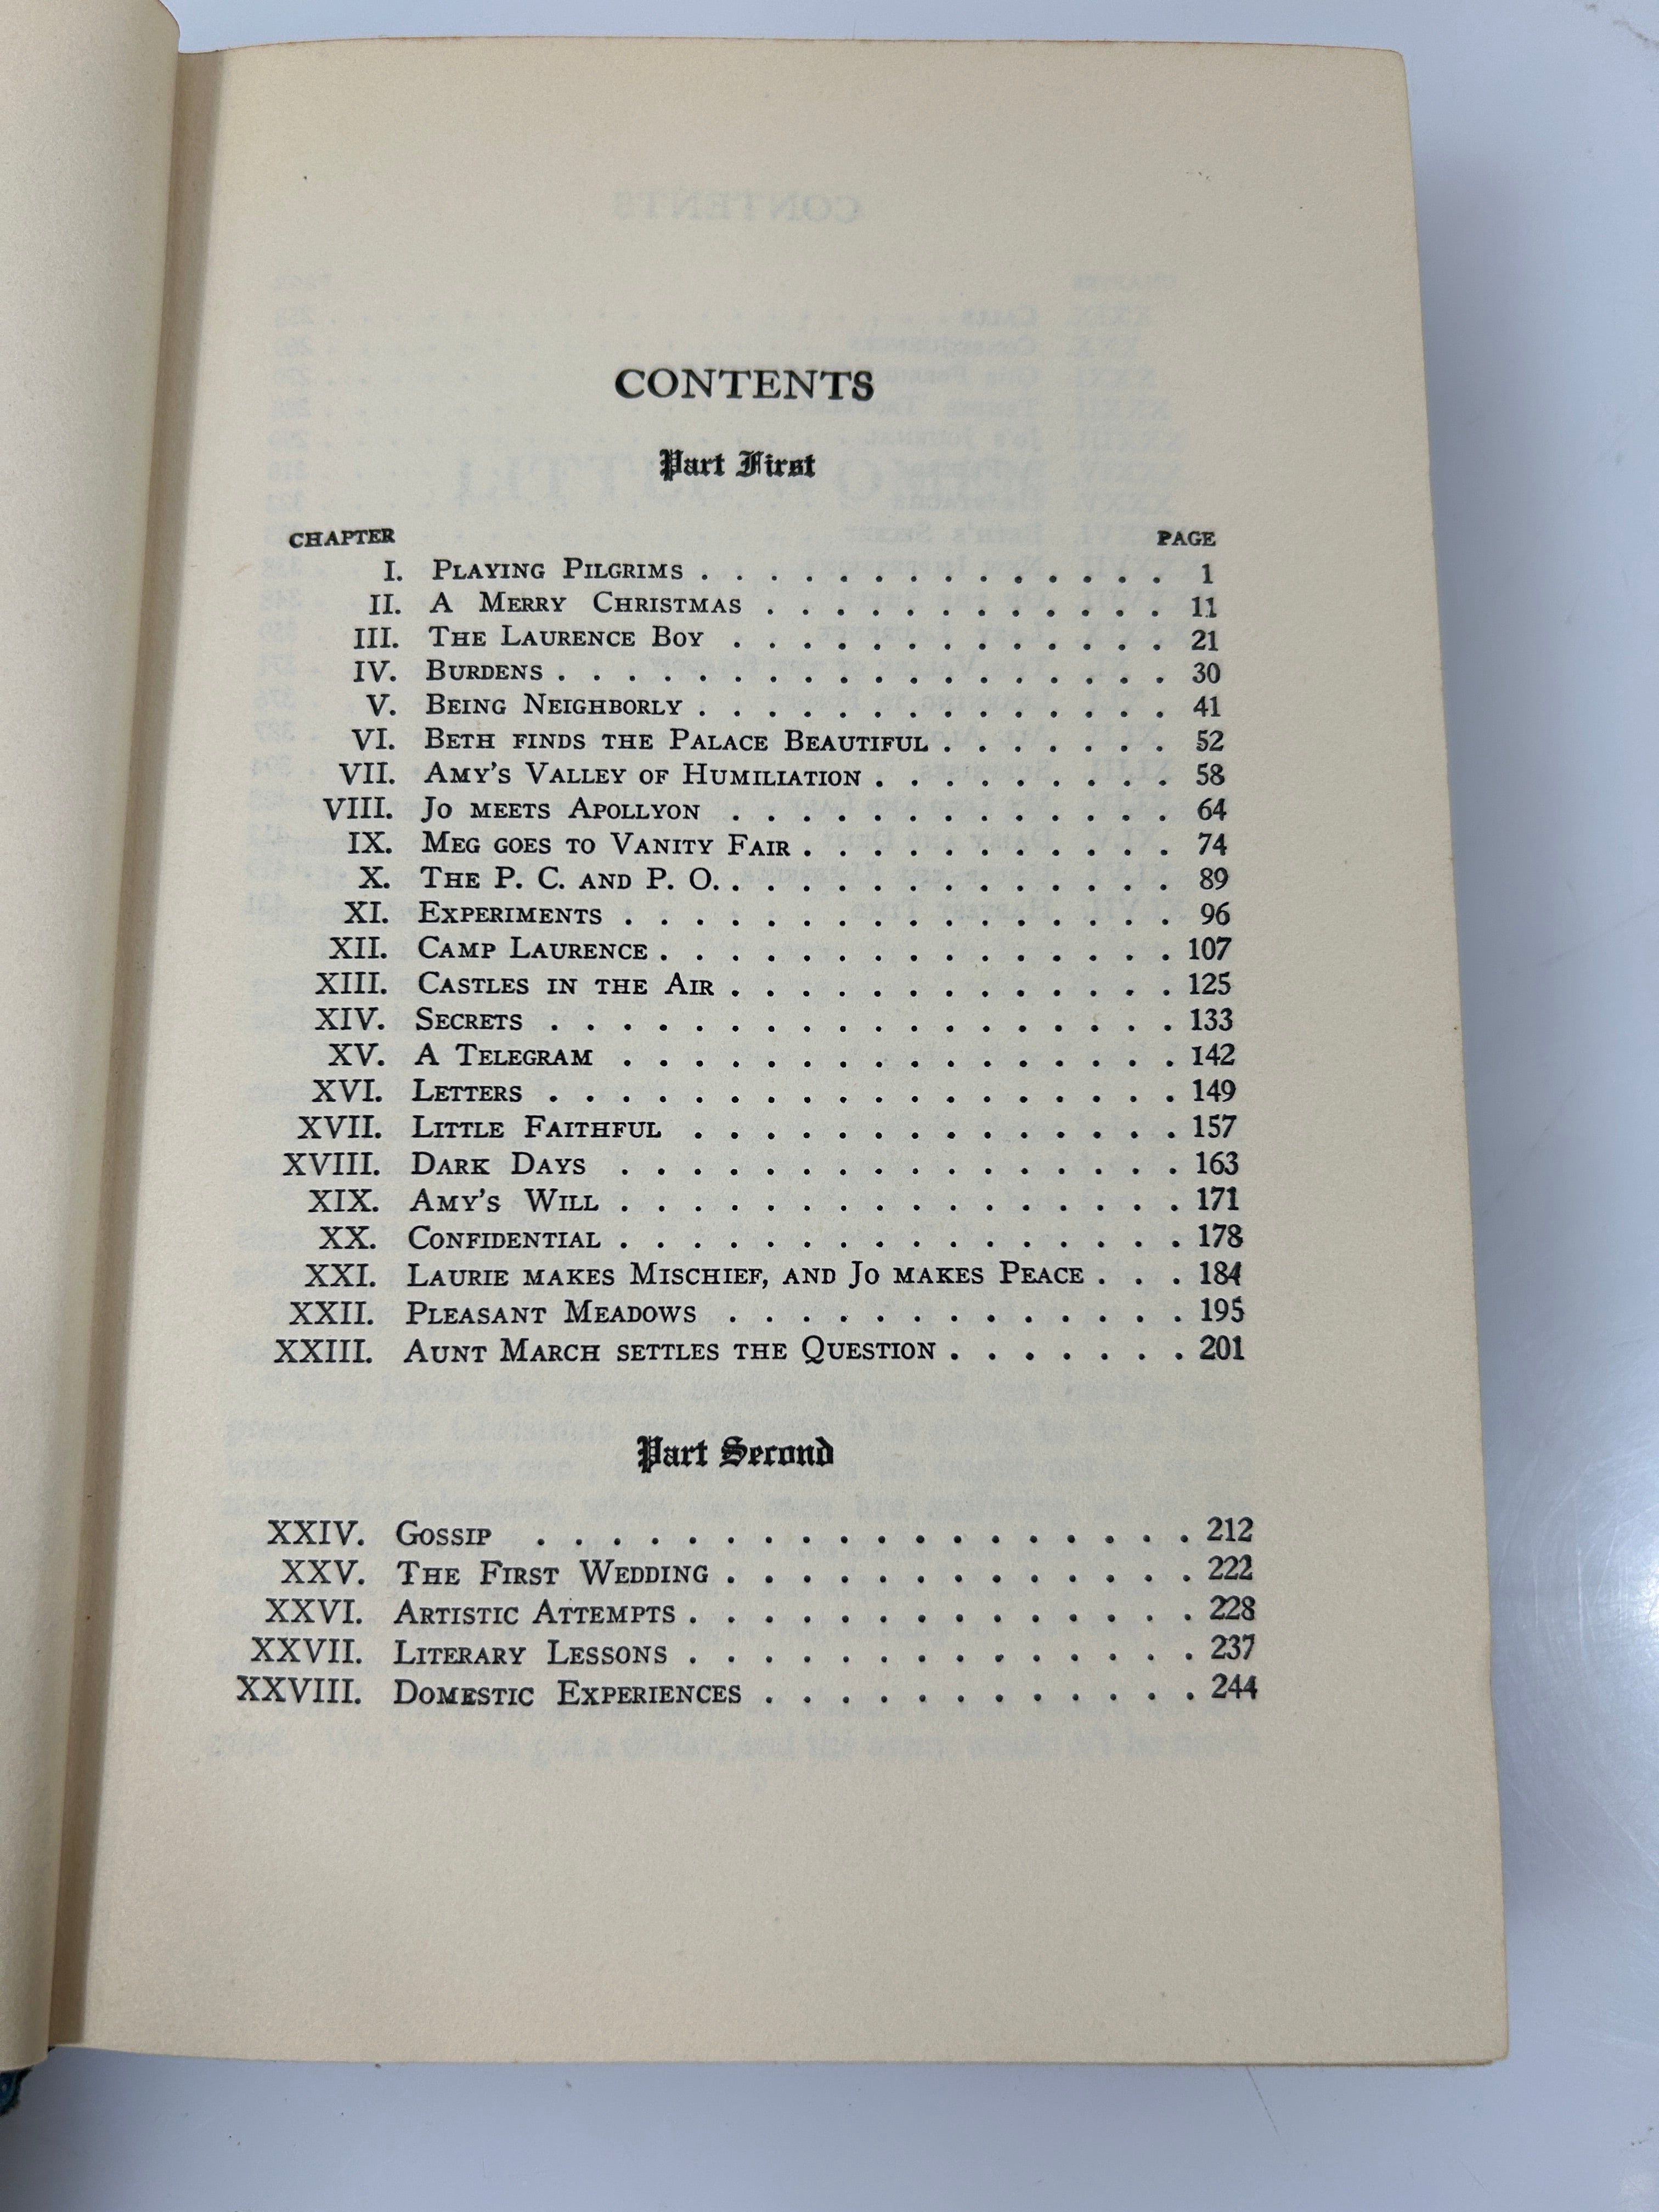 CONTENTS
Part First
CHAPTER PAGE
I. PLAYING PILGRIMS . . . . . . . . . . . . . 1
II. A MERRY CHRISTMAS . . . . . . . . . . . . 11
III. THE LAURENCE BOY . . . . . . . . . . . . . 21
IV. BURDENS . . . . . . . . . . . . . . . . . . 30
V. BEING NEIGHBORLY . . . . . . . . . . . . . . 41
VI. BETH FINDS THE PALACE BEAUTIFUL . . . . . . . 52
VII. AMY'S VALLEY OF HUMILIATION . . . . . . . . . 58
VIII. JO MEETS APOLLYON . . . . . . . . . . . . . 64
IX. MEG GOES TO VANITY FAIR . . . . . . . . . . . 74
X. THE P. C. AND P. O. . . . . . . . . . . . . . 89
XI. EXPERIMENTS . . . . . . . . . . . . . . . . 96
XII. CAMP LAURENCE . . . . . . . . . . . . . . . 107
XIII. CASTLES IN THE AIR . . . . . . . . . . . . . 125
XIV. SECRETS . . . . . . . . . . . . . . . . . . 133
XV. A TELEGRAM . . . . . . . . . . . . . . . . 142
XVI. LETTERS . . . . . . . . . . . . . . . . . . 149
XVII. LITTLE FAITHFUL . . . . . . . . . . . . . . 157
XVIII. DARK DAYS . . . . . . . . . . . . . . . . 163
XIX. AMY'S WILL . . . . . . . . . . . . . . . . 171
XX. CONFIDENTIAL . . . . . . . . . . . . . . . . 178
XXI. LAURIE MAKES MISCHIEF, AND JO MAKES PEACE . . . 184
XXII. PLEASANT MEADOWS . . . . . . . . . . . . . 195
XXIII. AUNT MARCH SETTLES THE QUESTION . . . . . . . 201
Part Second
XXIV. GOSSIP . . . . . . . . . . . . . . . . . . 212
XXV. THE FIRST WEDDING . . . . . . . . . . . . . 222
XXVI. ARTISTIC ATTEMPTS . . . . . . . . . . . . . . 228
XXVII. LITERARY LESSONS . . . . . . . . . . . . . . 237
XXVIII. DOMESTIC EXPERIENCES . . . . . . . . . . . . 244